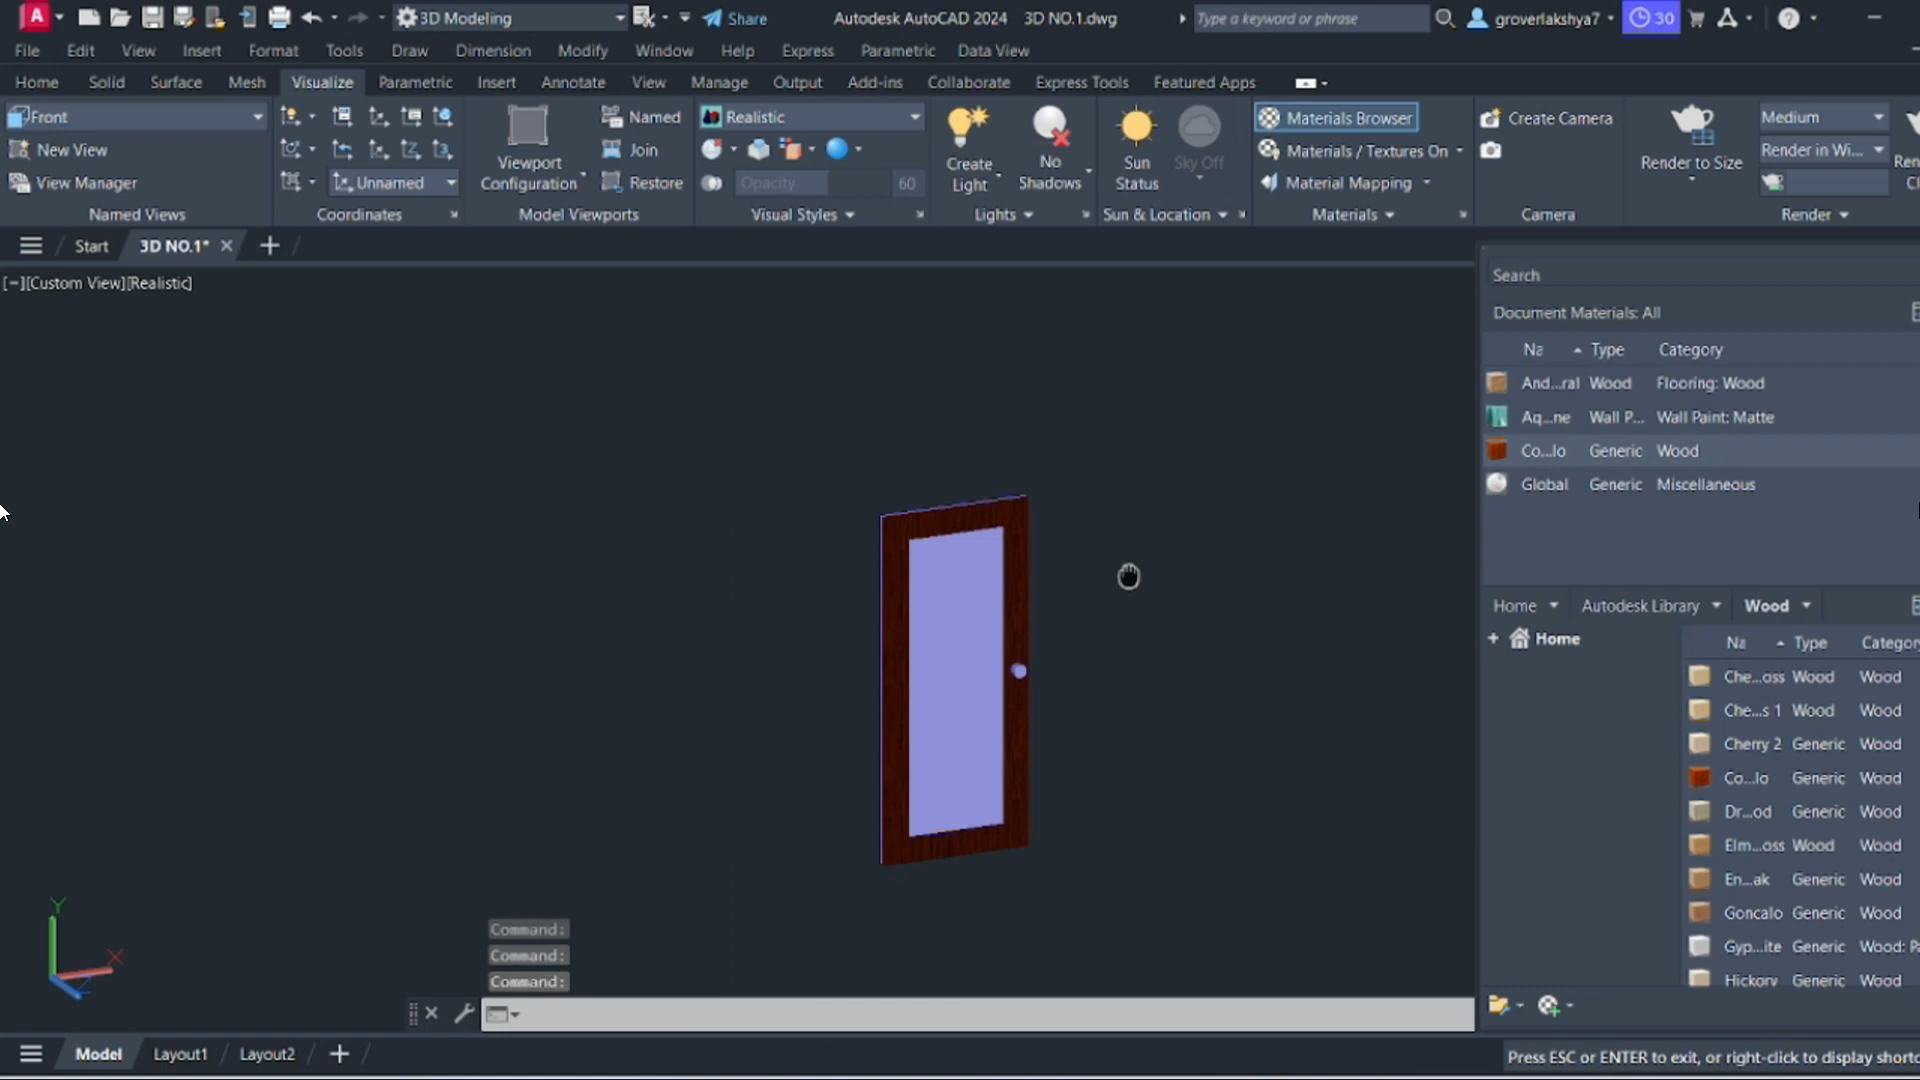 A 3D Modeling Share Autodesk AutoCAD 2024 3D NO.1.dwg Type a keyword or phrase groverlakshya7 30
File Edit View Insert Format Tools Draw Dimension Modify Window Help Express Parametric Data View
Home Solid Surface Mesh Visualize Parametric Insert Annotate View Manage Output Add-ins Collaborate Express Tools Featured Apps
Front Named Realistic Materials Browser Create Camera Medium
New View Join Materials / Textures On Render in Wi...
View Manager Unnamed Restore Opacity 60 Material Mapping
Viewport Configuration
Create Light
No Shadows
Sun Status
Sky Off
Render to Size
Named Views Coordinates Model Viewports Visual Styles Lights Sun & Location Materials Camera Render
Start 3D NO.1*
[−][Custom View][Realistic]
Search
Document Materials: All
Na Type Category
And...ral Wood Flooring: Wood
Aq...ne Wall P... Wall Paint: Matte
Co...lo Generic Wood
Global Generic Miscellaneous
Home Autodesk Library Wood
Home
Na Type Category
Che...oss Wood Wood
Che...s 1 Wood Wood
Cherry 2 Generic Wood
Co...lo Generic Wood
Dr...od Generic Wood
Elm...oss Wood Wood
En...ak Generic Wood
Goncalo Generic Wood
Gyp...ite Generic Wood: Pa
Hickory Generic Wood
Y
X
Z
Command:
Command:
Command:
Model Layout1 Layout2
Press ESC or ENTER to exit, or right-click to display shortc